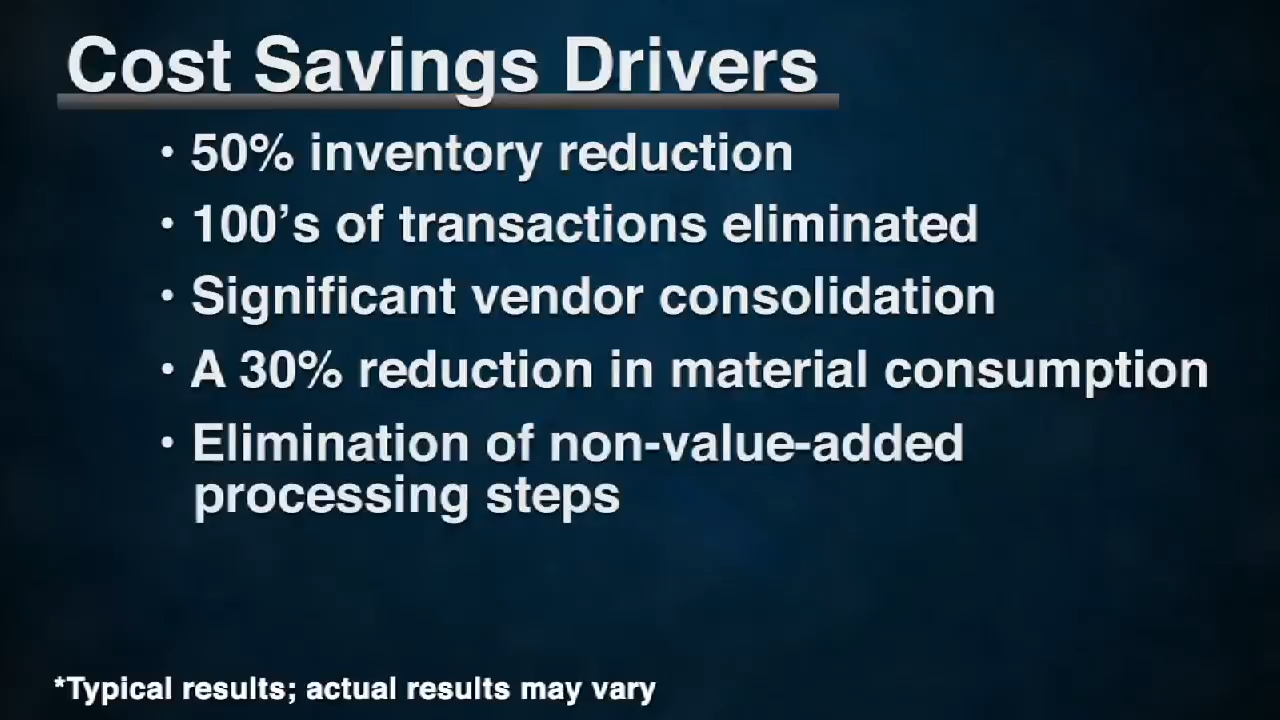 Cost Savings Drivers
• 50% inventory reduction
• 100’s of transactions eliminated
• Significant vendor consolidation
• A 30% reduction in material consumption
• Elimination of non-value-added
processing steps
*Typical results; actual results may vary